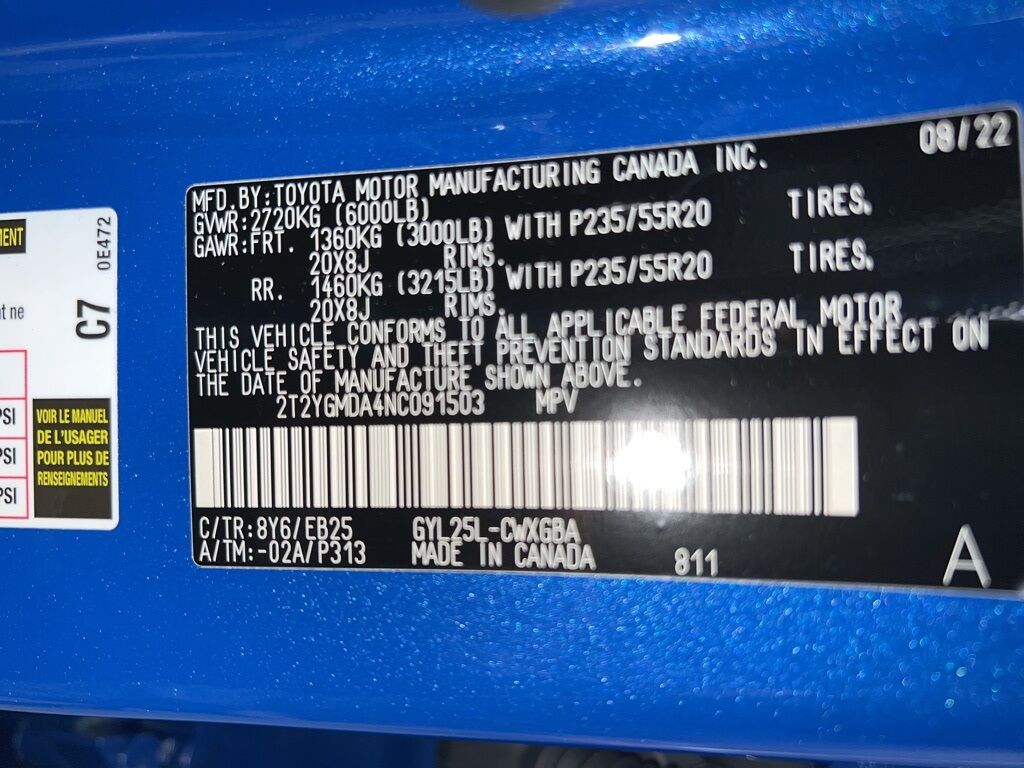 MENT
0E472
t ne
C7
PSI
PSI
PSI
VOIR LE MANUEL
DE L'USAGER
POUR PLUS DE
RENSEIGNEMENTS
08/22
MFD.BY:TOYOTA MOTOR MANUFACTURING CANADA INC.
GVWR:2720KG (6000LB)
GAWR:FRT. 1360KG (3000LB) WITH P235/55R20 TIRES,
20X8J RIMS.
RR. 1460KG (3215LB) WITH P235/55R20 TIRES,
20X8J RIMS.
THIS VEHICLE CONFORMS TO ALL APPLICABLE FEDERAL MOTOR
VEHICLE SAFETY AND THEFT PREVENTION STANDARDS IN EFFECT ON
THE DATE OF MANUFACTURE SHOWN ABOVE.
2T2YGMDA4NC091503 MPV
C/TR:8Y6/EB25 GYL25L-CWXGBA
A/TM:-02A/P313 MADE IN CANADA 811
A